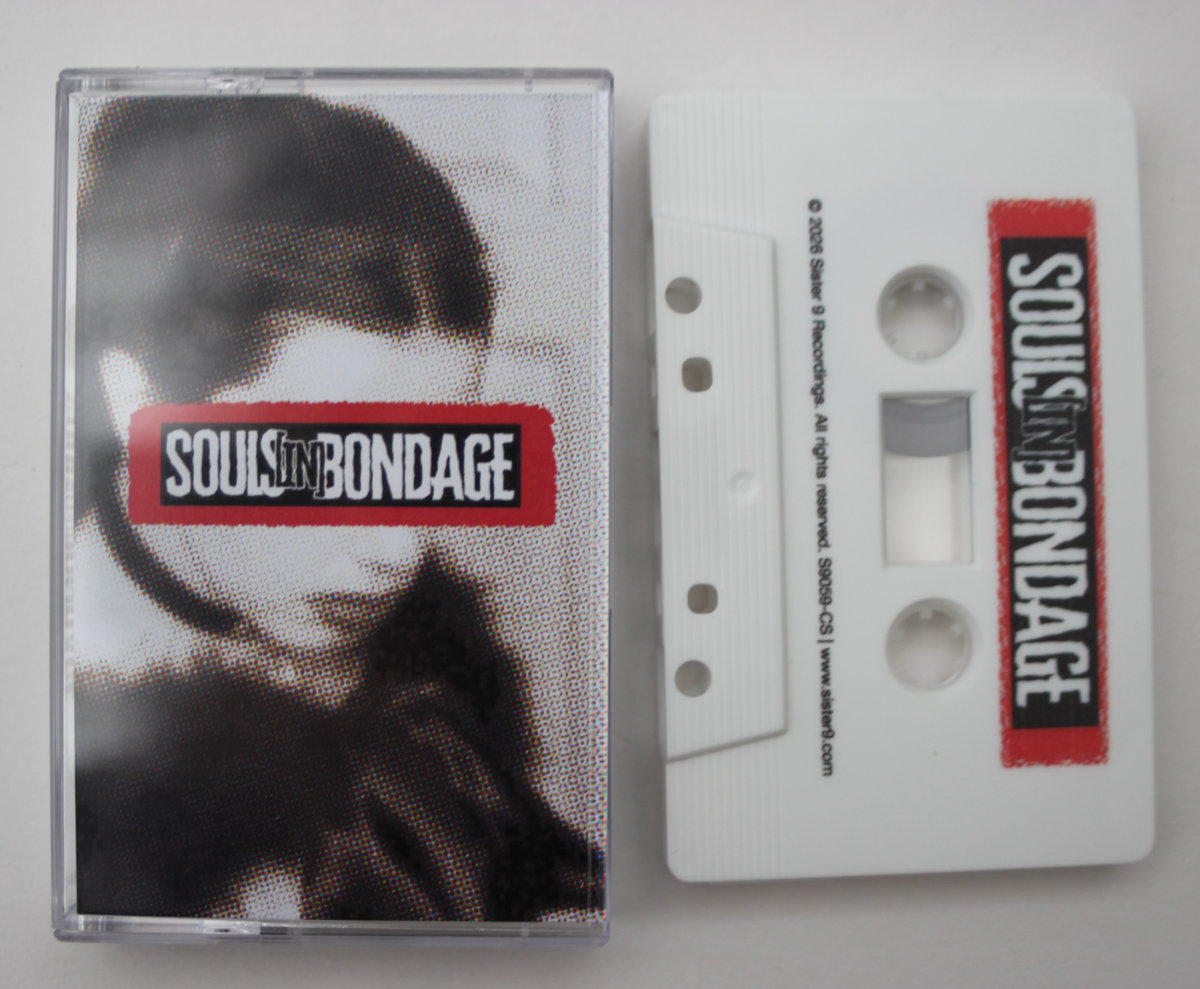 SOULS[IN]BONDAGE
SOULS[IN]BONDAGE
© 2026 Sister 9 Recordings. All rights reserved. S9059-CS | www.sister9.com